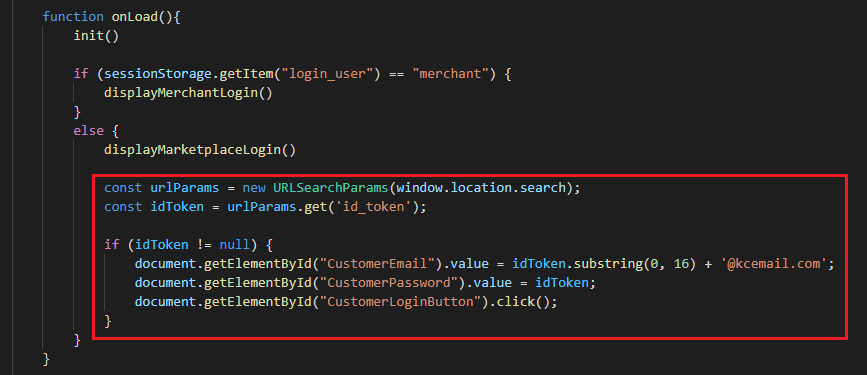 function onLoad(){
init()
if (sessionStorage.getItem("login_user") == "merchant") {
displayMerchantLogin()
}
else {
displayMarketplaceLogin()
const urlParams = new URLSearchParams(window.location.search);
const idToken = urlParams.get('id_token');
if (idToken != null) {
document.getElementById("CustomerEmail").value = idToken.substring(0, 16) + '@kcemail.com';
document.getElementById("CustomerPassword").value = idToken;
document.getElementById("CustomerLoginButton").click();
}
}
}